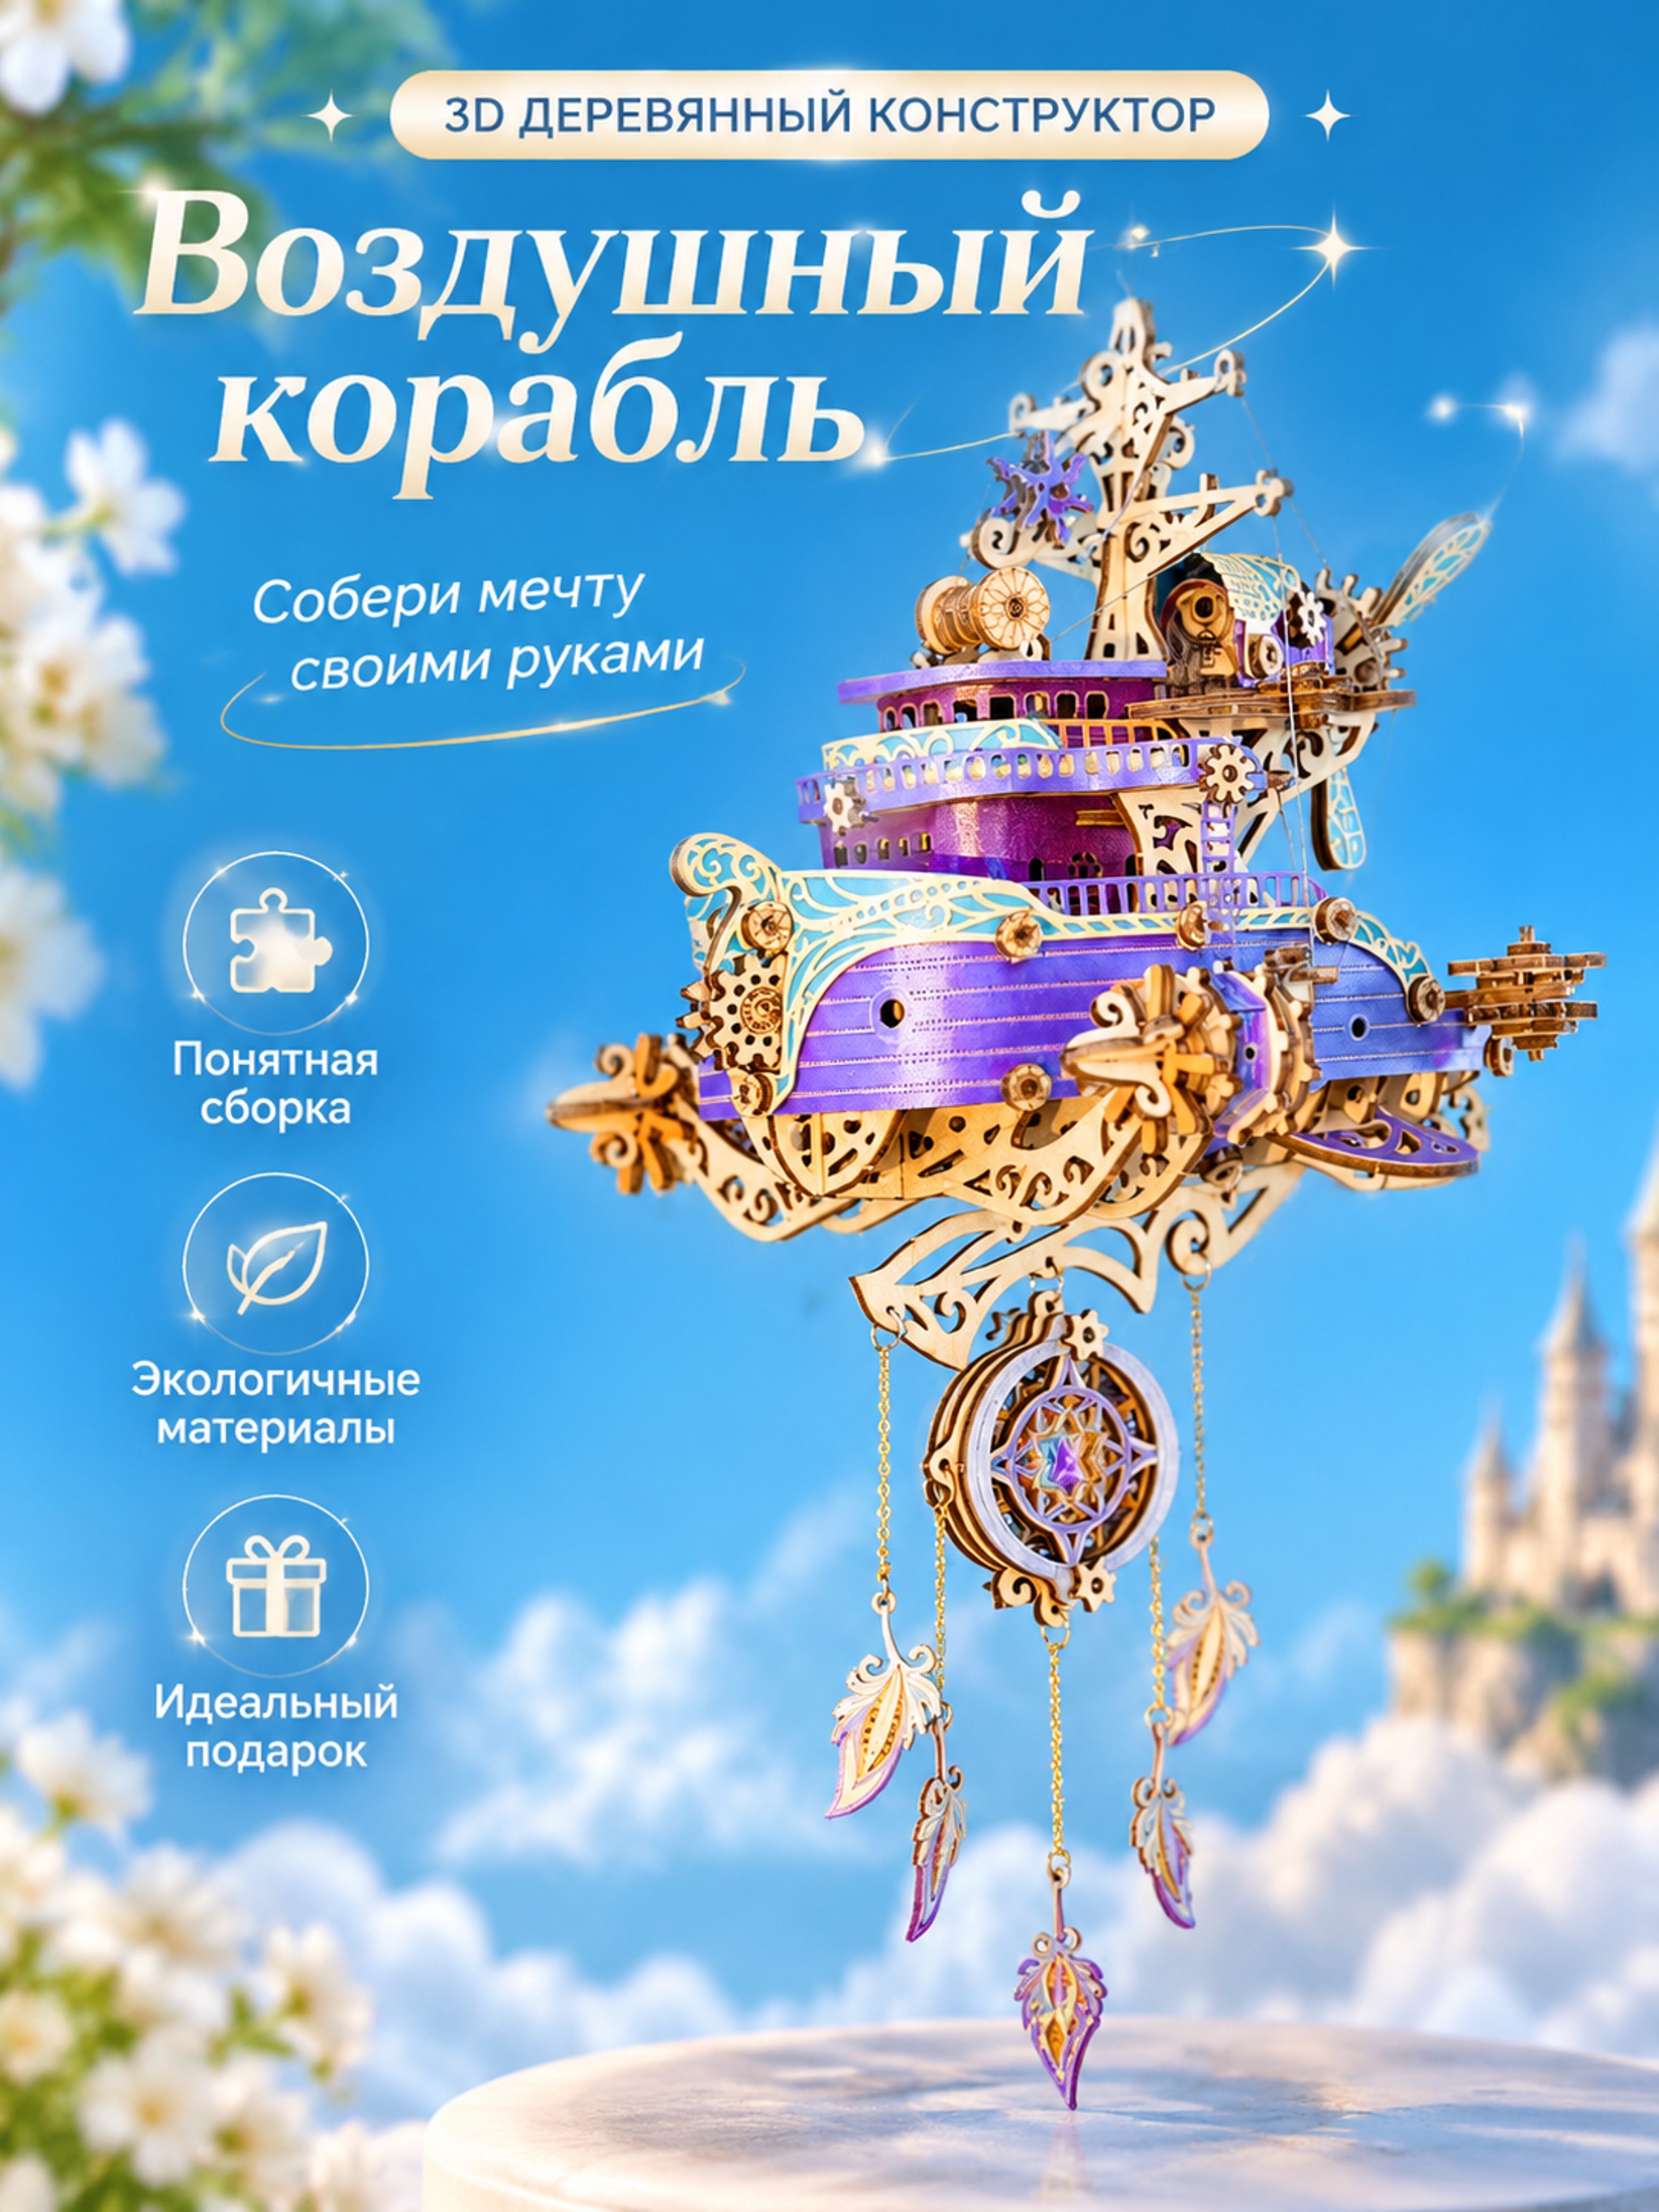 3D ДЕРЕВЯННЫЙ КОНСТРУКТОР
Воздушный
корабль
Собери мечту
своими руками
Понятная
сборка
Экологичные
материалы
Идеальный
подарок